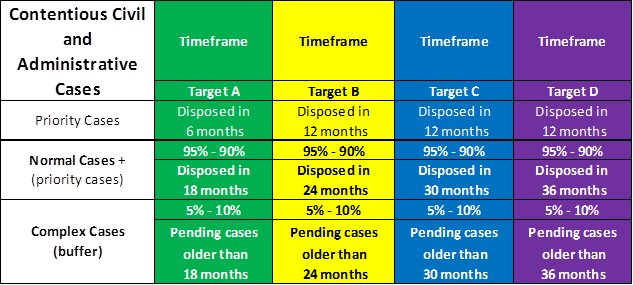 Contentious Civil
and
Administrative
Cases
Timeframe
Timeframe
Timeframe
Timeframe
Target A
Target B
Target C
Target D
Priority Cases
Disposed in
6 months
Disposed in
12 months
Disposed in
12 months
Disposed in
12 months
Normal Cases +
(priority cases)
95% - 90%
95% - 90%
95% - 90%
95% - 90%
Disposed in
18 months
Disposed in
24 months
Disposed in
30 months
Disposed in
36 months
Complex Cases
(buffer)
5% - 10%
5% - 10%
5% - 10%
5% - 10%
Pending cases
older than
18 months
Pending cases
older than
24 months
Pending cases
older than
30 months
Pending cases
older than
36 months